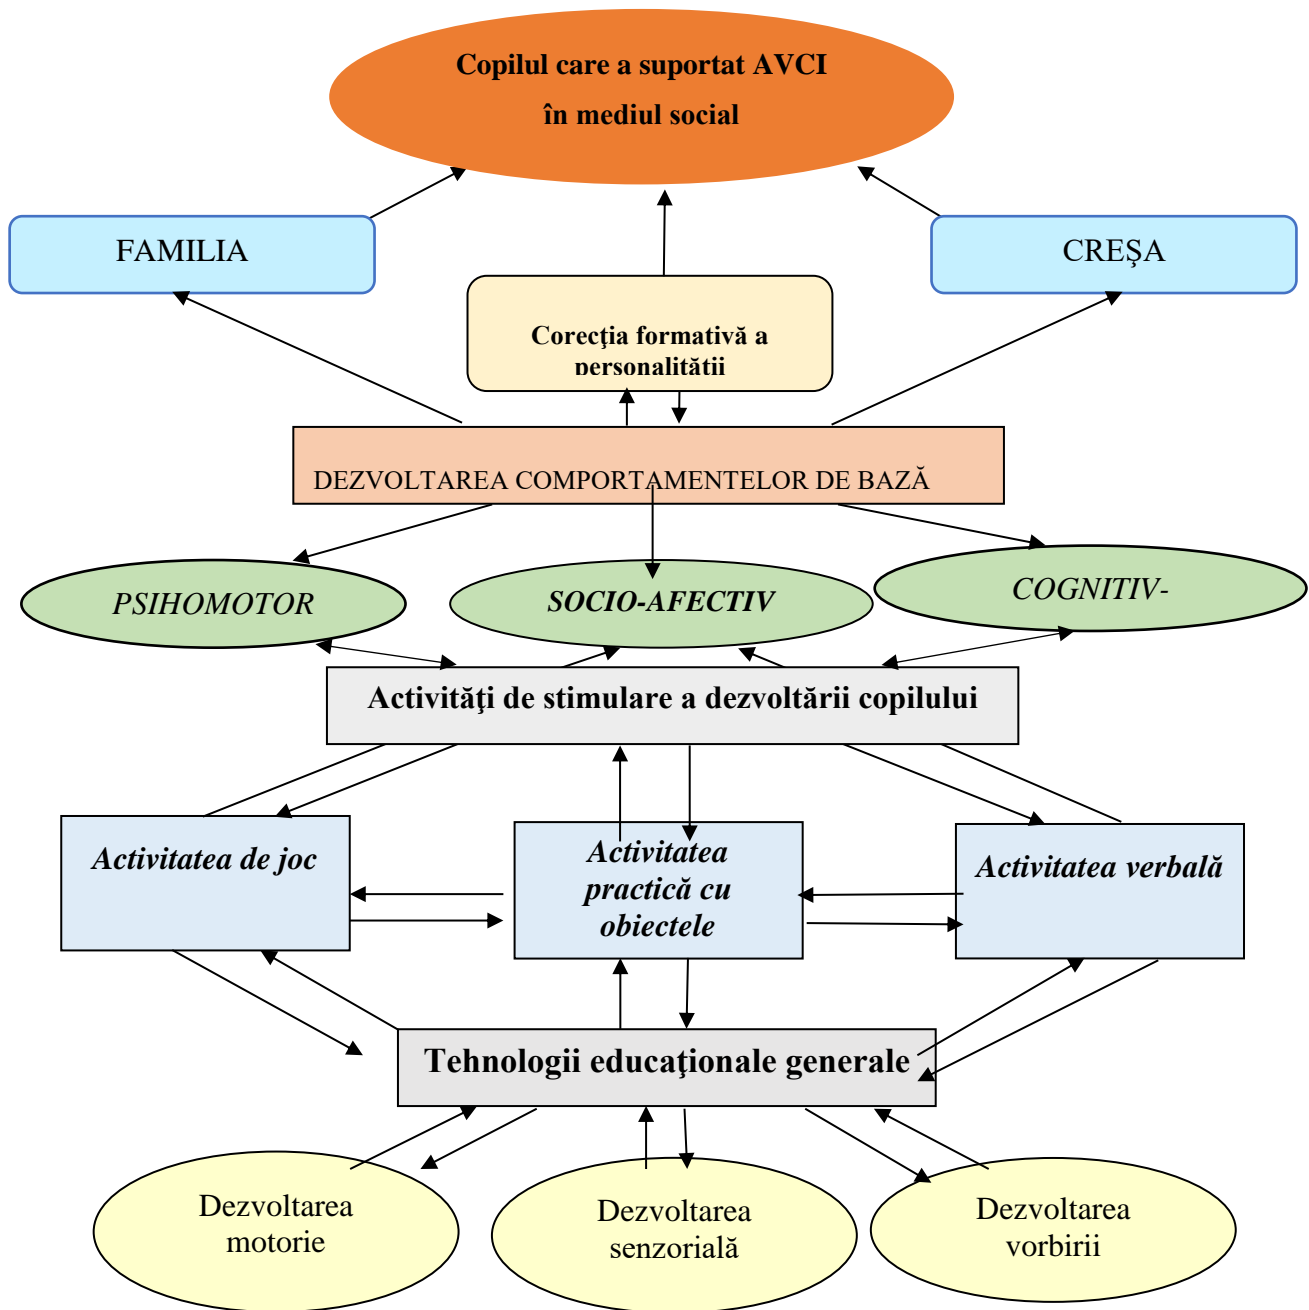 Copilul care a suportat AVCI
în mediul social
FAMILIA
CREŞA
Corecţia formativă a
personalităţii
DEZVOLTAREA COMPORTAMENTELOR DE BAZĂ
PSIHOMOTOR
SOCIO-AFECTIV
COGNITIV-
Activităţi de stimulare a dezvoltării copilului
Activitatea de joc
Activitatea
practică cu
obiectele
Activitatea verbală
Tehnologii educaţionale generale
Dezvoltarea
motorie
Dezvoltarea
senzorială
Dezvoltarea
vorbirii